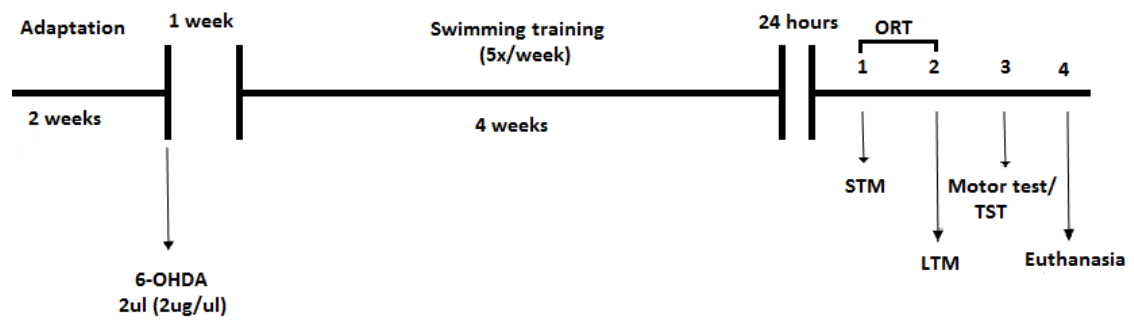 Adaptation
1 week
Swimming training
(5x/week)
24 hours
ORT
1
2
3
4
2 weeks
4 weeks
STM
Motor test/
TST
LTM
Euthanasia
6-OHDA
2ul (2ug/ul)